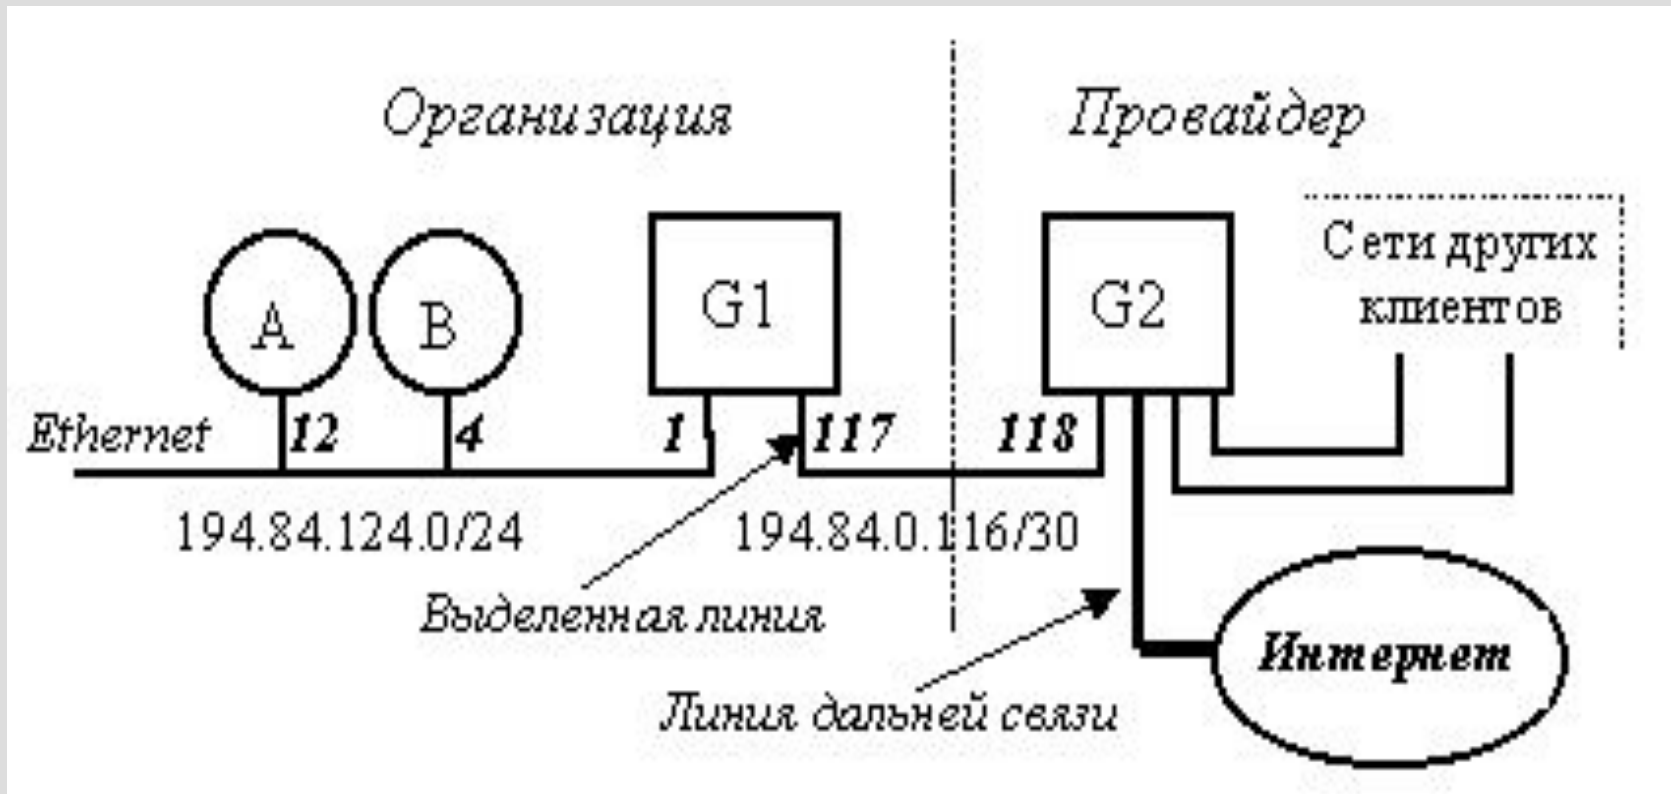 Организация
Провайдер
Сети других
клиентов
A
B
G1
G2
Ethernet
12
4
1
117
118
194.84.124.0/24
194.84.0.116/30
Выделенная линия
Линия дальней связи
Интернет